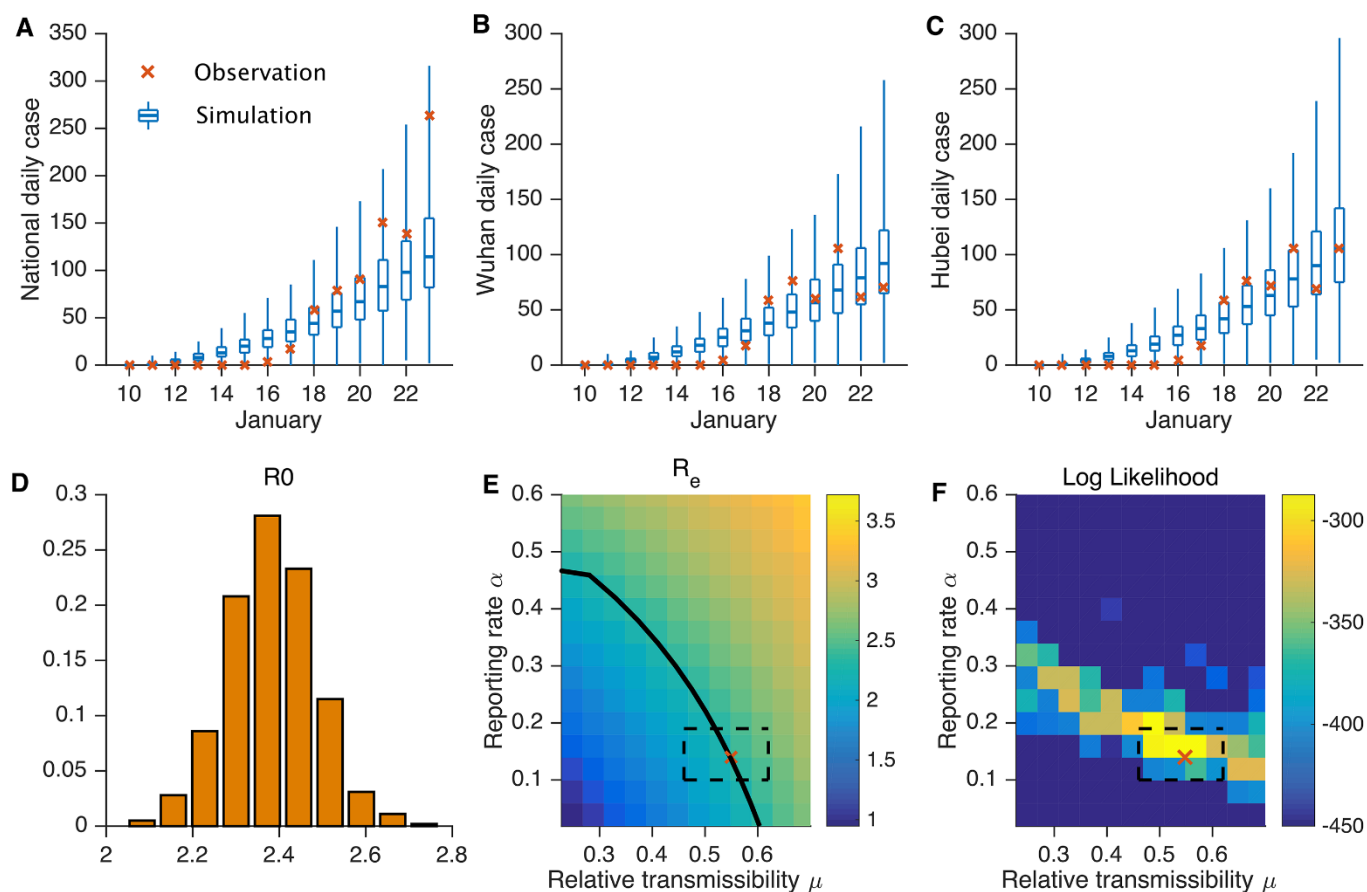 A
National daily case
350
300
250
200
150
100
50
0
Observation
Simulation
10 12 14 16 18 20 22
January
B
Wuhan daily case
300
250
200
150
100
50
0
10 12 14 16 18 20 22
January
C
Hubei daily case
300
250
200
150
100
50
0
10 12 14 16 18 20 22
January
D
R0
0.3
0.25
0.2
0.15
0.1
0.05
0
2 2.2 2.4 2.6 2.8
E
R_e
Reporting rate α
0.6
0.5
0.4
0.3
0.2
0.1
0.3 0.4 0.5 0.6
Relative transmissibility μ
3.5
3
2.5
2
1.5
1
F
Log Likelihood
Reporting rate α
0.6
0.5
0.4
0.3
0.2
0.1
0.3 0.4 0.5 0.6
Relative transmissibility μ
-300
-350
-400
-450